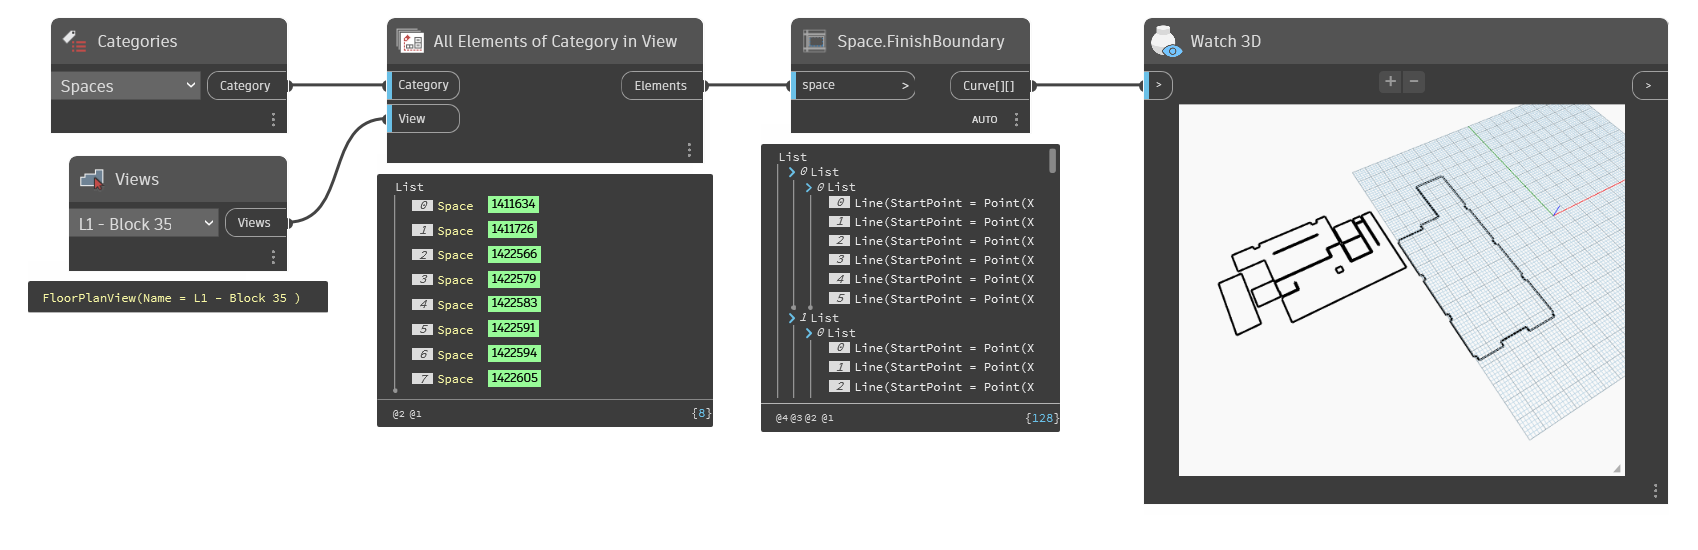 Categories
Spaces
Category
All Elements of Category in View
Category
Elements
View
Space.FinishBoundary
space
>
Curve[][]
AUTO
Watch 3D
>
+
−
>
Views
L1 - Block 35
Views
FloorPlanView(Name = L1 - Block 35 )
List
0 Space 1411634
1 Space 1411726
2 Space 1422566
3 Space 1422579
4 Space 1422583
5 Space 1422591
6 Space 1422594
7 Space 1422605
@2 @1
{8}
List
0 List
0 List
0 Line(StartPoint = Point(X
1 Line(StartPoint = Point(X
2 Line(StartPoint = Point(X
3 Line(StartPoint = Point(X
4 Line(StartPoint = Point(X
5 Line(StartPoint = Point(X
1 List
0 List
0 Line(StartPoint = Point(X
1 Line(StartPoint = Point(X
2 Line(StartPoint = Point(X
@4 @3 @2 @1
{128}